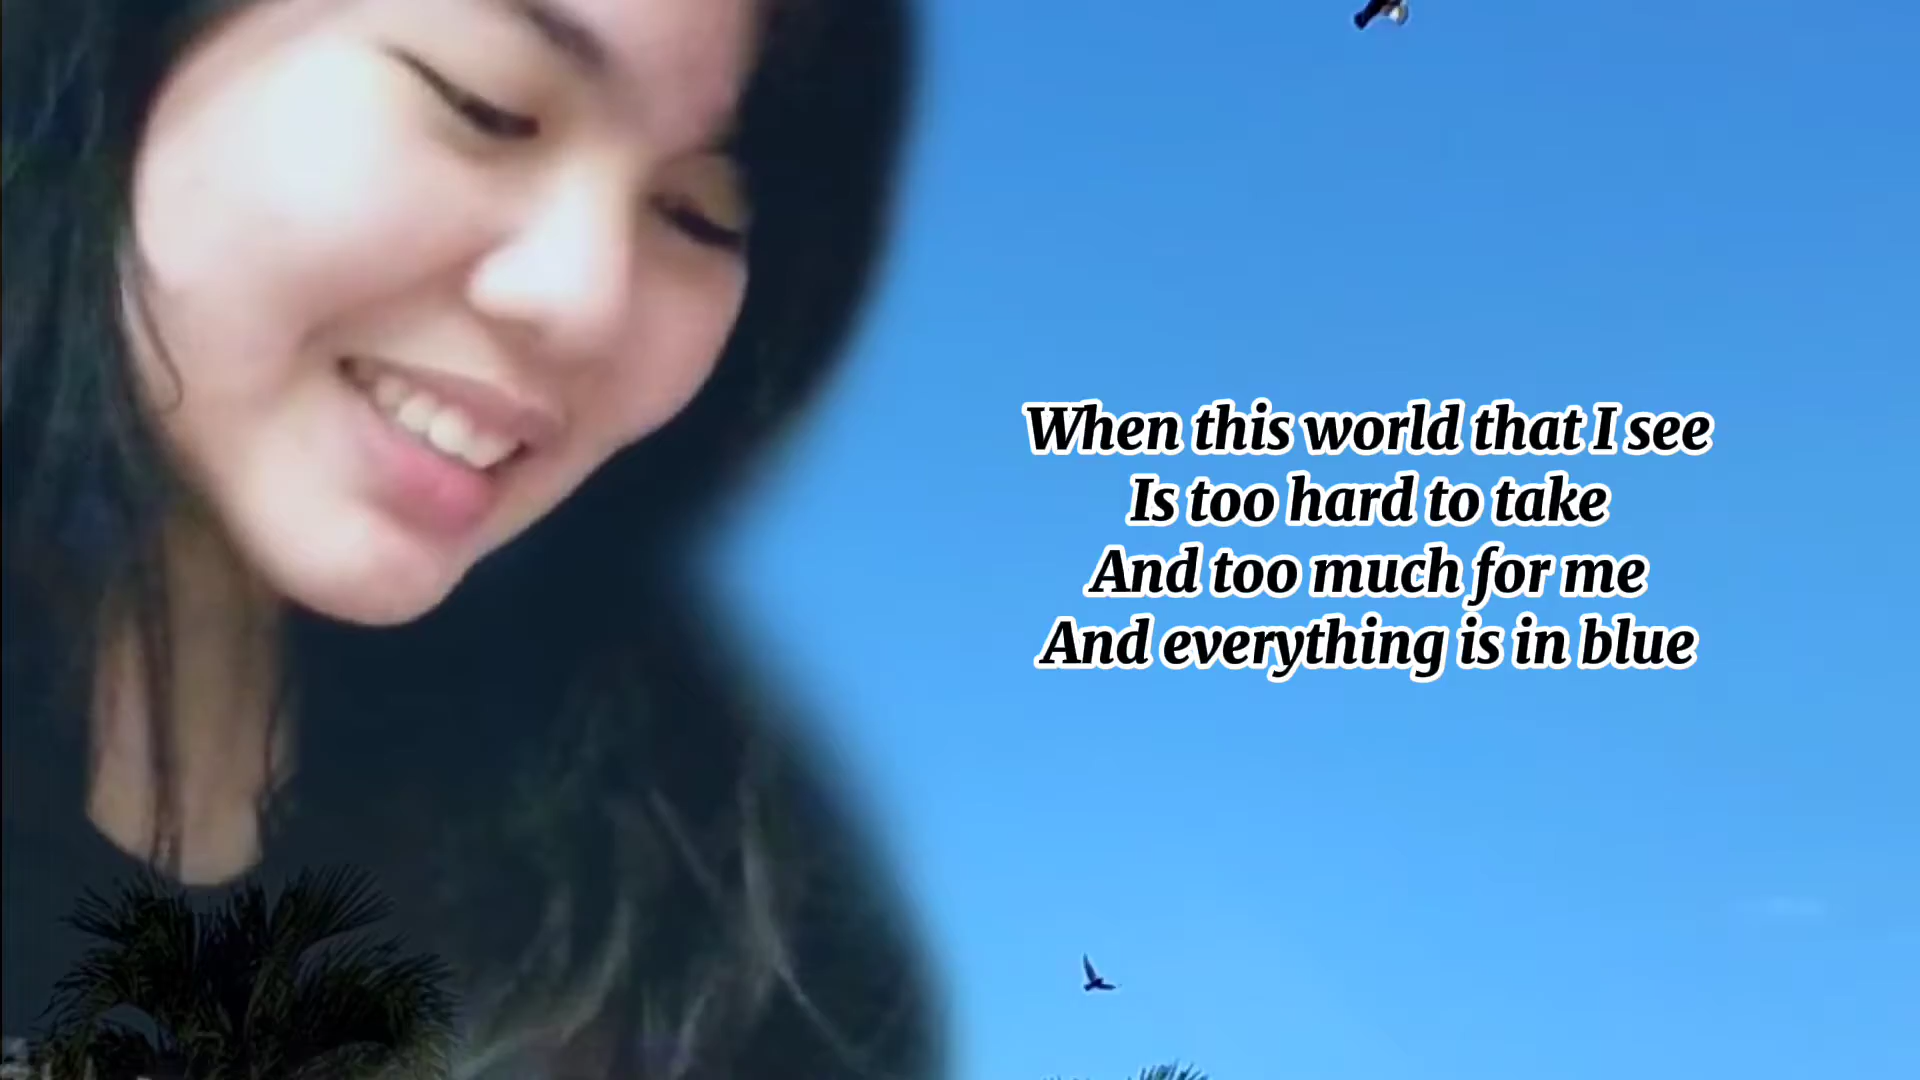 When this world that I see
Is too hard to take
And too much for me
And everything is in blue